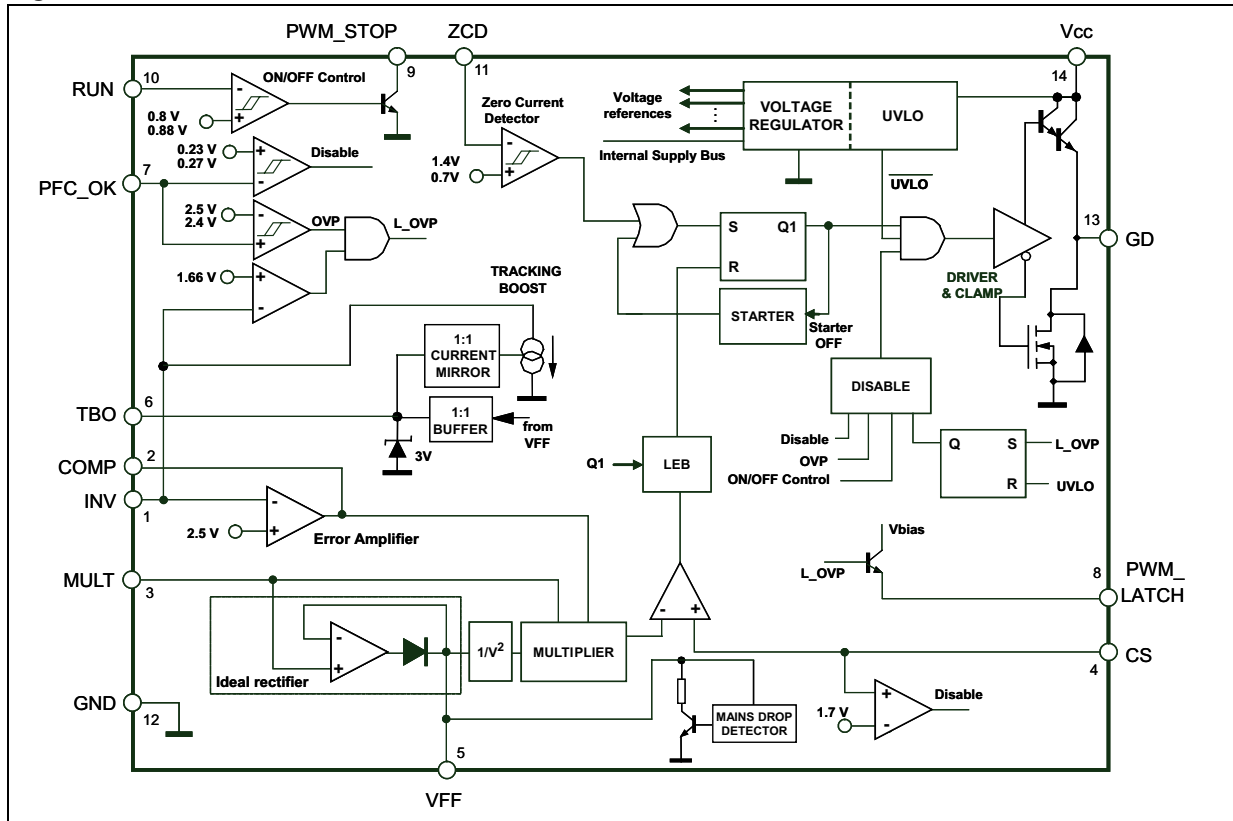 PWM_STOP
ZCD
Vcc
RUN
10
9
11
14
ON/OFF Control
-
+
0.8 V
0.88 V
Zero Current
Detector
-
+
1.4V
0.7V
Voltage
references
Internal Supply Bus
VOLTAGE
REGULATOR
UVLO
UVLO
0.23 V
0.27 V
+
-
Disable
PFC_OK
7
2.5 V
2.4 V
-
+
OVP
L_OVP
1.66 V
+
-
S
Q1
R
13
GD
DRIVER
& CLAMP
TRACKING
BOOST
STARTER
Starter
OFF
1:1
CURRENT
MIRROR
DISABLE
TBO
6
1:1
BUFFER
from
VFF
3V
Disable
OVP
ON/OFF Control
Q
S
R
L_OVP
UVLO
COMP
2
INV
1
Q1
LEB
-
+
2.5 V
Error Amplifier
Vbias
L_OVP
8
PWM_
LATCH
MULT
3
-
+
-
+
Ideal rectifier
1/V2
MULTIPLIER
CS
4
+
-
Disable
1.7 V
GND
12
MAINS DROP
DETECTOR
5
VFF